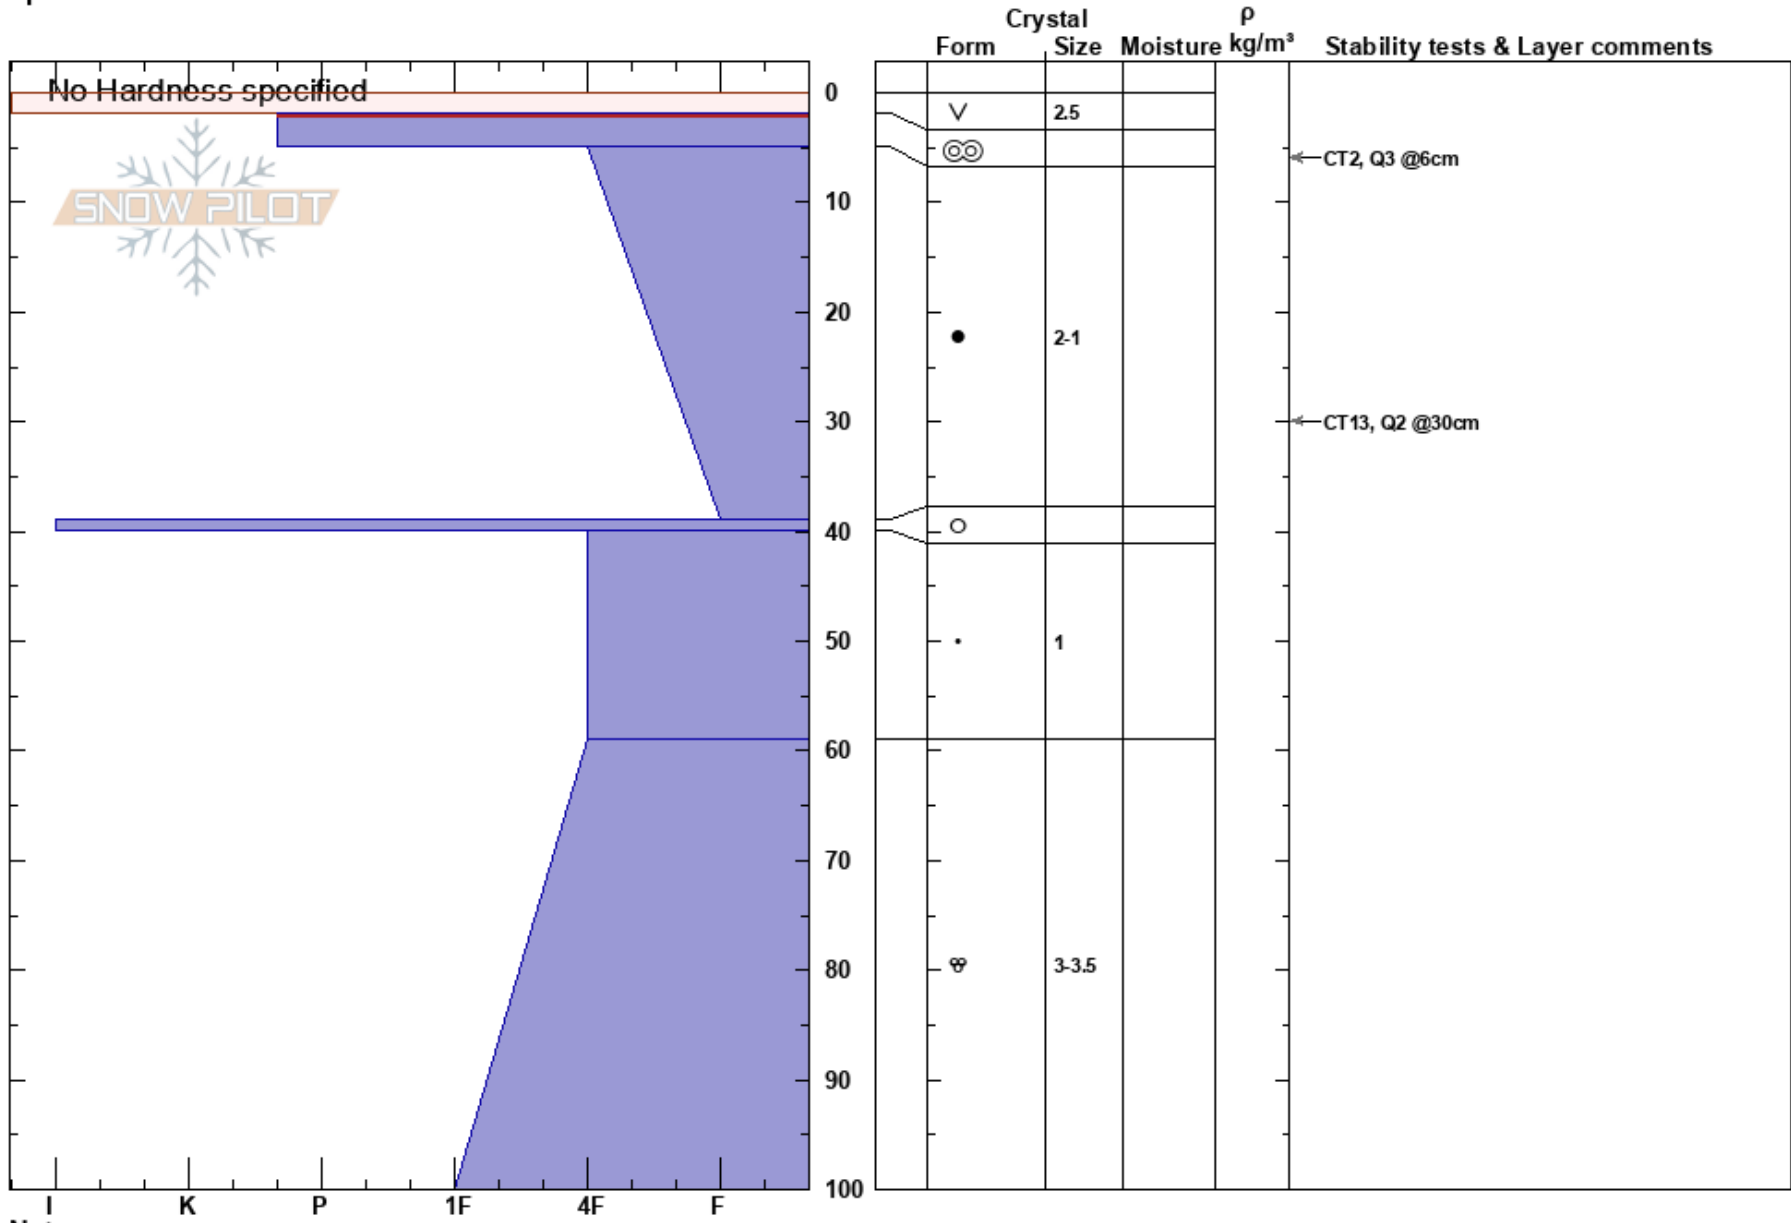 Crystal
ρ
Form Size Moisture kg/m³ Stability tests & Layer comments
No Hardness specified
0
2.5
CT2, Q3 @6cm
SNOW PILOT
10
20
2-1
30
CT13, Q2 @30cm
40
50
1
60
70
80
3-3.5
90
100
I K P 1F 4F F